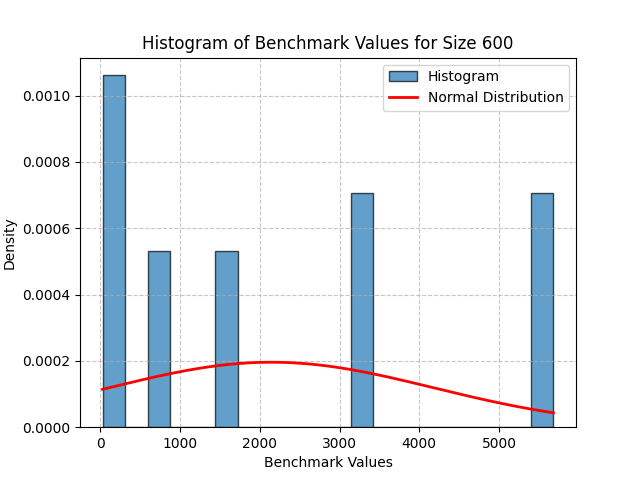 Histogram of Benchmark Values for Size 600
Histogram
Normal Distribution
0.0010
0.0008
0.0006
0.0004
0.0002
0.0000
Density
0 1000 2000 3000 4000 5000
Benchmark Values